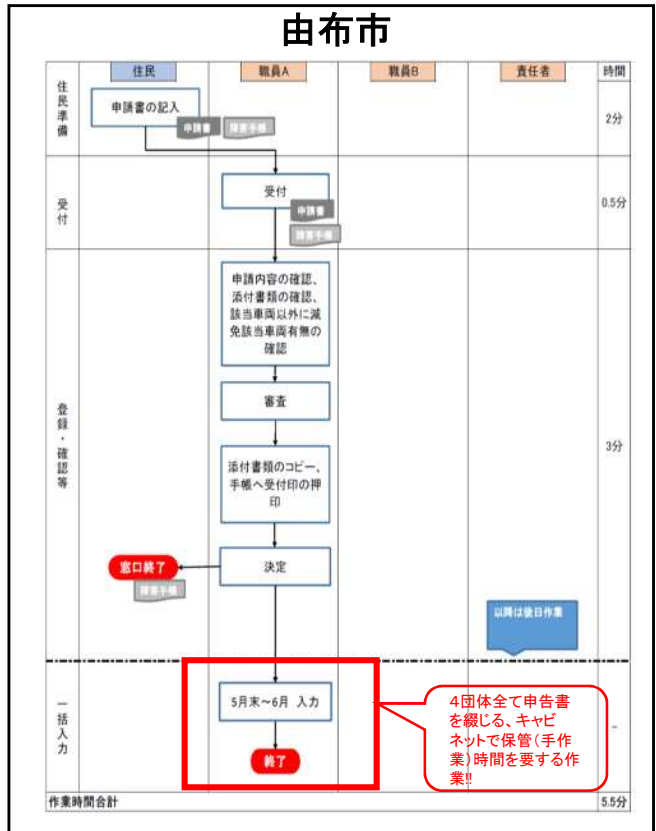 由布市
住民
職員A
職員B
責任者
時間
住民準備
申請書の記入
申請書
障害手帳
2分
受付
受付
申請書
障害手帳
0.5分
登録・確認等
申請内容の確認、
添付書類の確認、
該当車両以外に減
免該当車両有無の
確認
審査
添付書類のコピー、
手帳へ受付印の押
印
決定
窓口終了
障害手帳
3分
以降は後日作業
一括入力
5月末～6月 入力
終了
4団体全て申告書
を綴じる、キャビ
ネットで保管(手作
業)時間を要する作
業!!
-
作業時間合計
5.5分